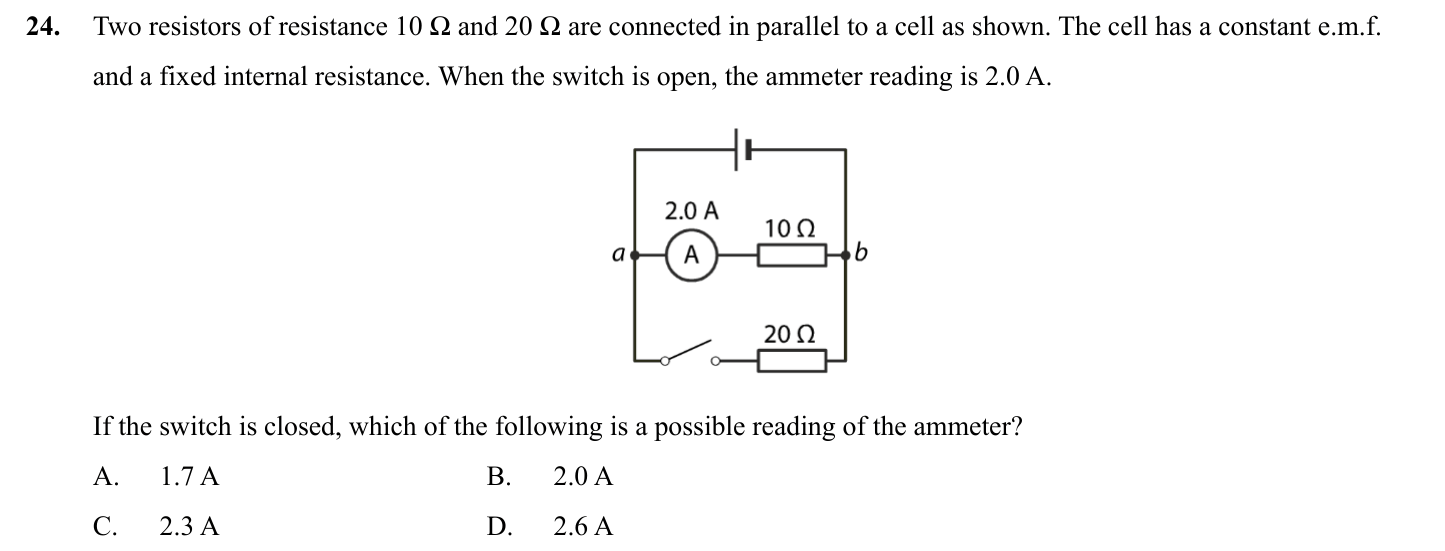 24. Two resistors of resistance 10 Ω and 20 Ω are connected in parallel to a cell as shown. The cell has a constant e.m.f.
and a fixed internal resistance. When the switch is open, the ammeter reading is 2.0 A.
2.0 A
10 Ω
a
A
b
20 Ω
If the switch is closed, which of the following is a possible reading of the ammeter?
A. 1.7 A B. 2.0 A
C. 2.3 A D. 2.6 A